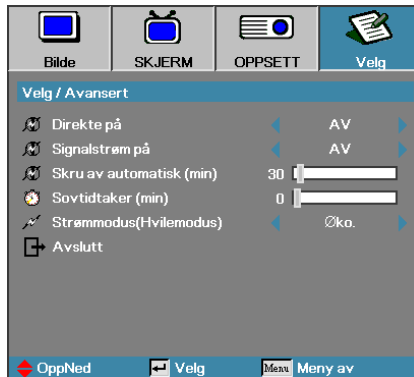 Bilde SKJERM OPPSETT Velg
Velg / Avansert
Direkte på AV
Signalstrøm på AV
Skru av automatisk (min) 30
Sovtidtaker (min) 0
Strømmodus(Hvilemodus) Øko.
Avslutt
OppNed Velg Menu Meny av